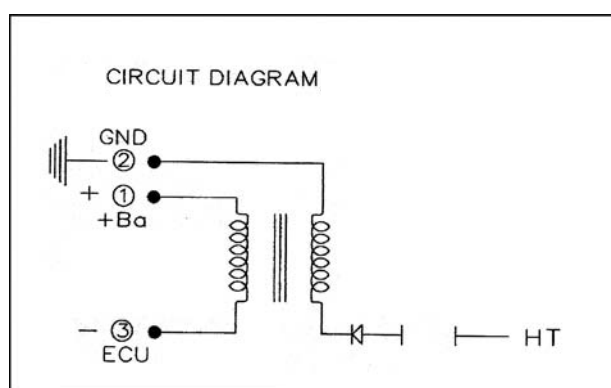 CIRCUIT DIAGRAM
GND
②
+ ①
+Ba
− ③
ECU
HT